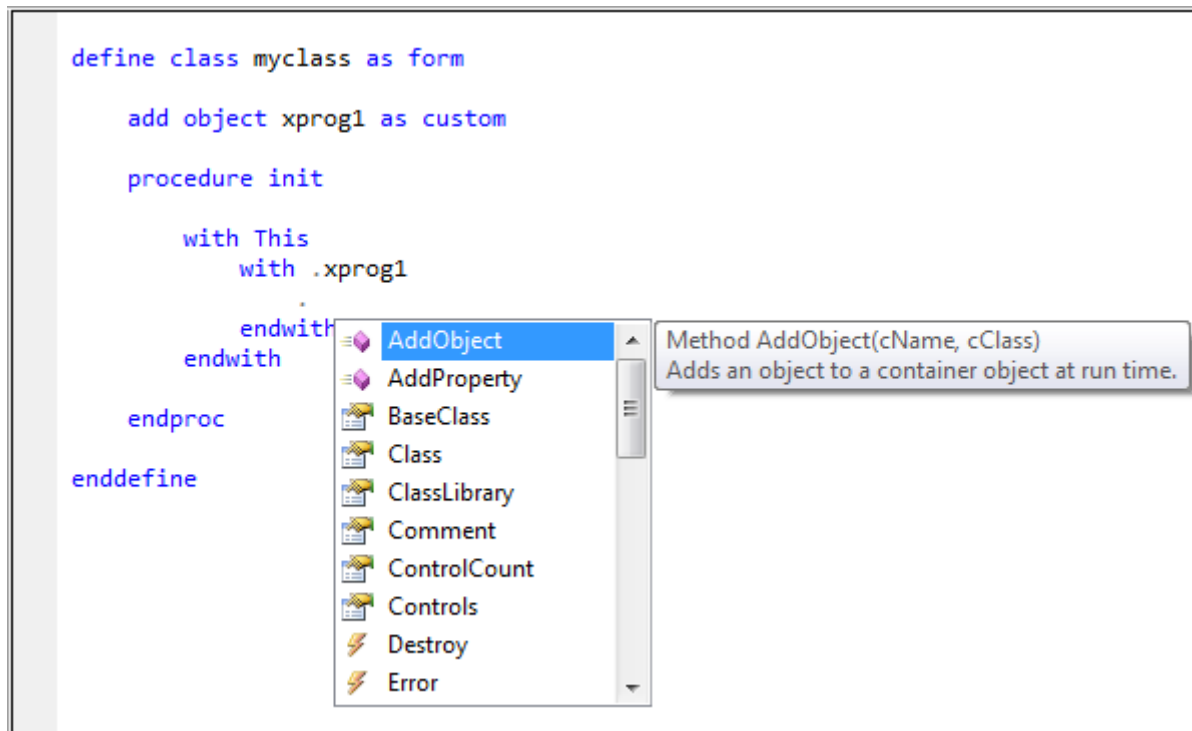 define class myclass as form
add object xprog1 as custom
procedure init
with This
with .xprog1
.
endwith
endwith
endproc
enddefine
AddObject
AddProperty
BaseClass
Class
ClassLibrary
Comment
ControlCount
Controls
Destroy
Error
Method AddObject(cName, cClass)
Adds an object to a container object at run time.